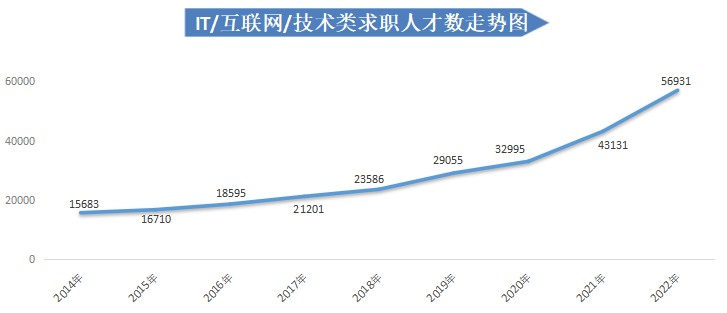 IT/互联网/技术类求职人才数走势图
60000
40000
20000
0
15683
16710
18595
21201
23586
29055
32995
43131
56931
2014年
2015年
2016年
2017年
2018年
2019年
2020年
2021年
2022年